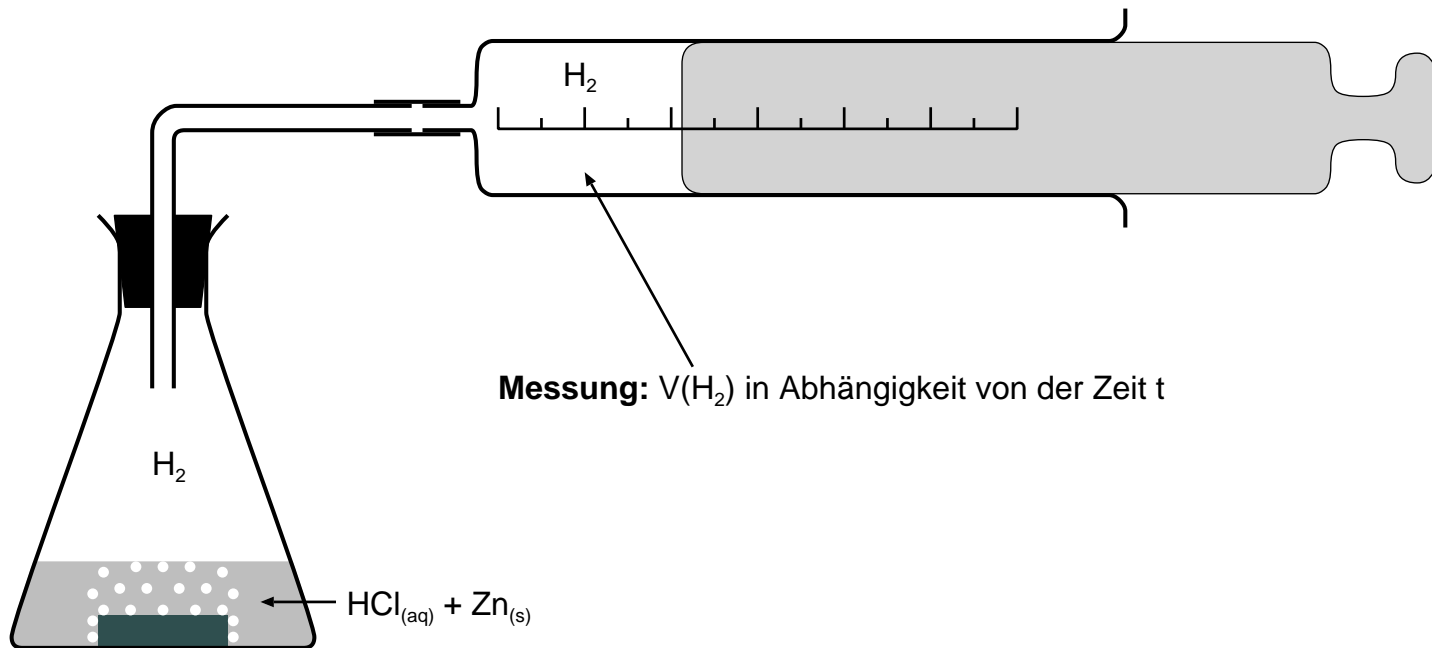 H₂
Messung: V(H₂) in Abhängigkeit von der Zeit t
H₂
HCl₍aq₎ + Zn₍s₎